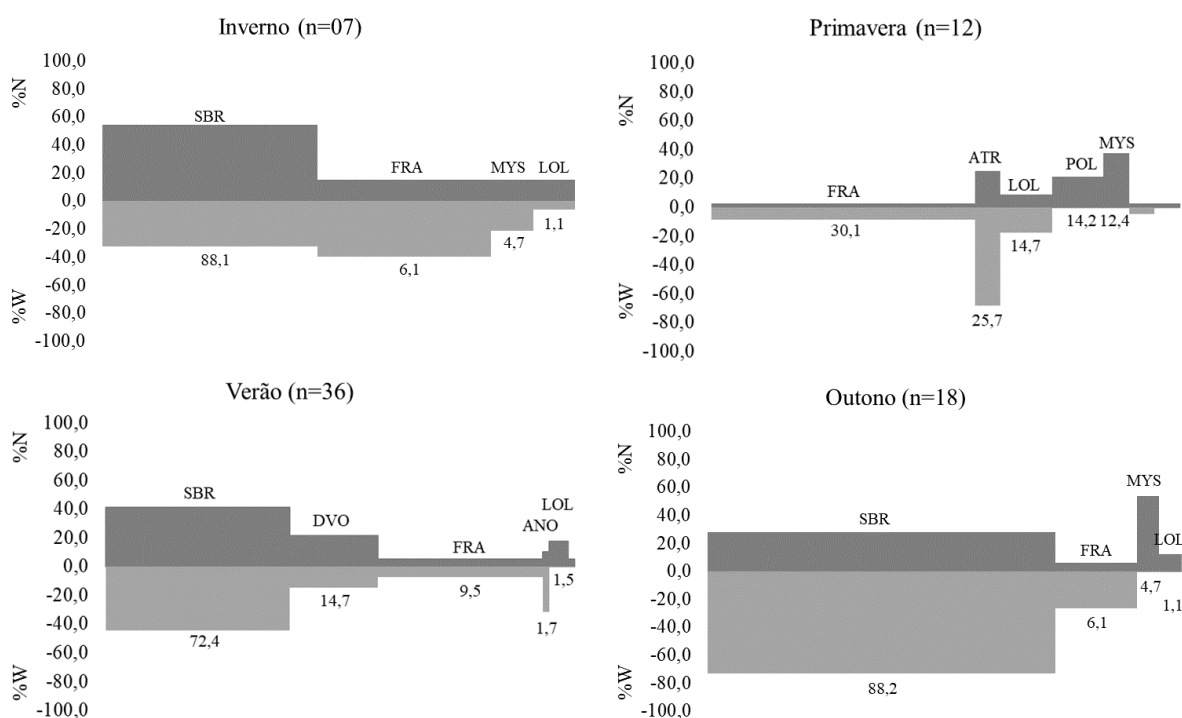 Inverno (n=07)
%N
100,0
80,0
60,0
40,0
20,0
0,0
-20,0
-40,0
-60,0
-80,0
-100,0
%W
SBR
FRA
MYS
LOL
88,1
6,1
4,7
1,1
Primavera (n=12)
%N
100,0
80,0
60,0
40,0
20,0
0,0
-20,0
-40,0
-60,0
-80,0
-100,0
%W
FRA
ATR
LOL
POL
MYS
30,1
25,7
14,7
14,2
12,4
Verão (n=36)
%N
100,0
80,0
60,0
40,0
20,0
0,0
-20,0
-40,0
-60,0
-80,0
-100,0
%W
SBR
DVO
FRA
ANO
LOL
72,4
14,7
9,5
1,7
1,5
Outono (n=18)
%N
100,0
80,0
60,0
40,0
20,0
0,0
-20,0
-40,0
-60,0
-80,0
-100,0
%W
SBR
FRA
MYS
LOL
88,2
6,1
4,7
1,1